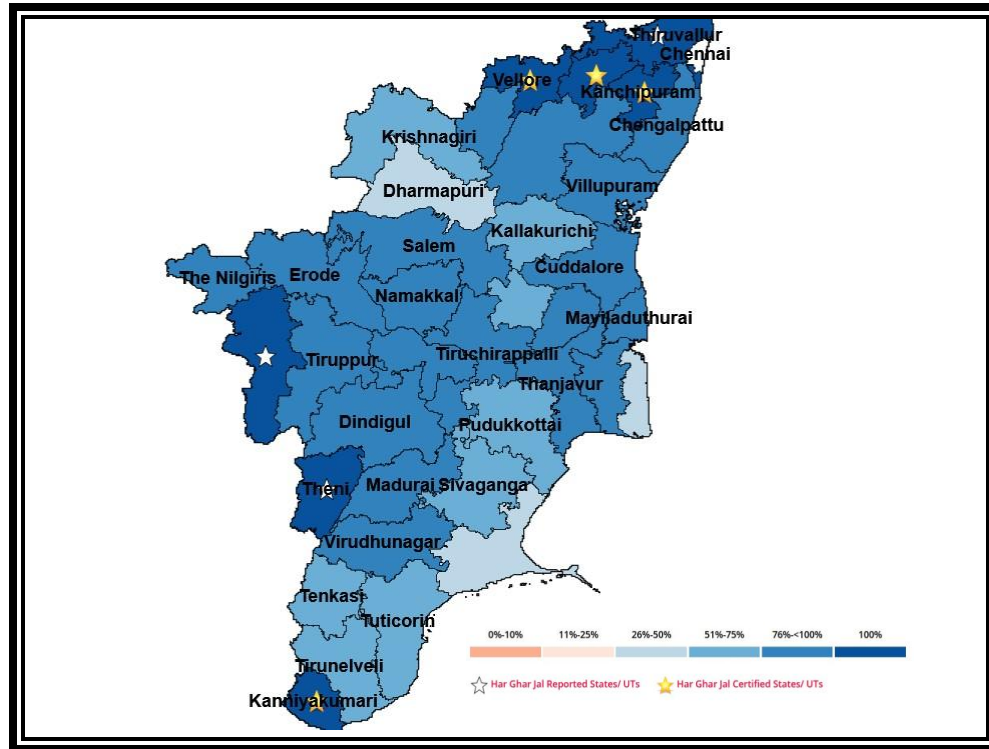 Thiruvallur
Chennai
Vellore
Kanchipuram
Chengalpattu
Krishnagiri
Dharmapuri
Villupuram
Kallakurichi
Salem
Cuddalore
The Nilgiris
Erode
Namakkal
Mayiladuthurai
Tiruppur
Tiruchirappalli
Thanjavur
Dindigul
Pudukkottai
Theni
Madurai
Sivaganga
Virudhunagar
Tenkasi
Tuticorin
Tirunelveli
Kanniyakumari
0%-10% 11%-25% 26%-50% 51%-75% 76%-<100% 100%
Har Ghar Jal Reported States/ UTs Har Ghar Jal Certified States/ UTs